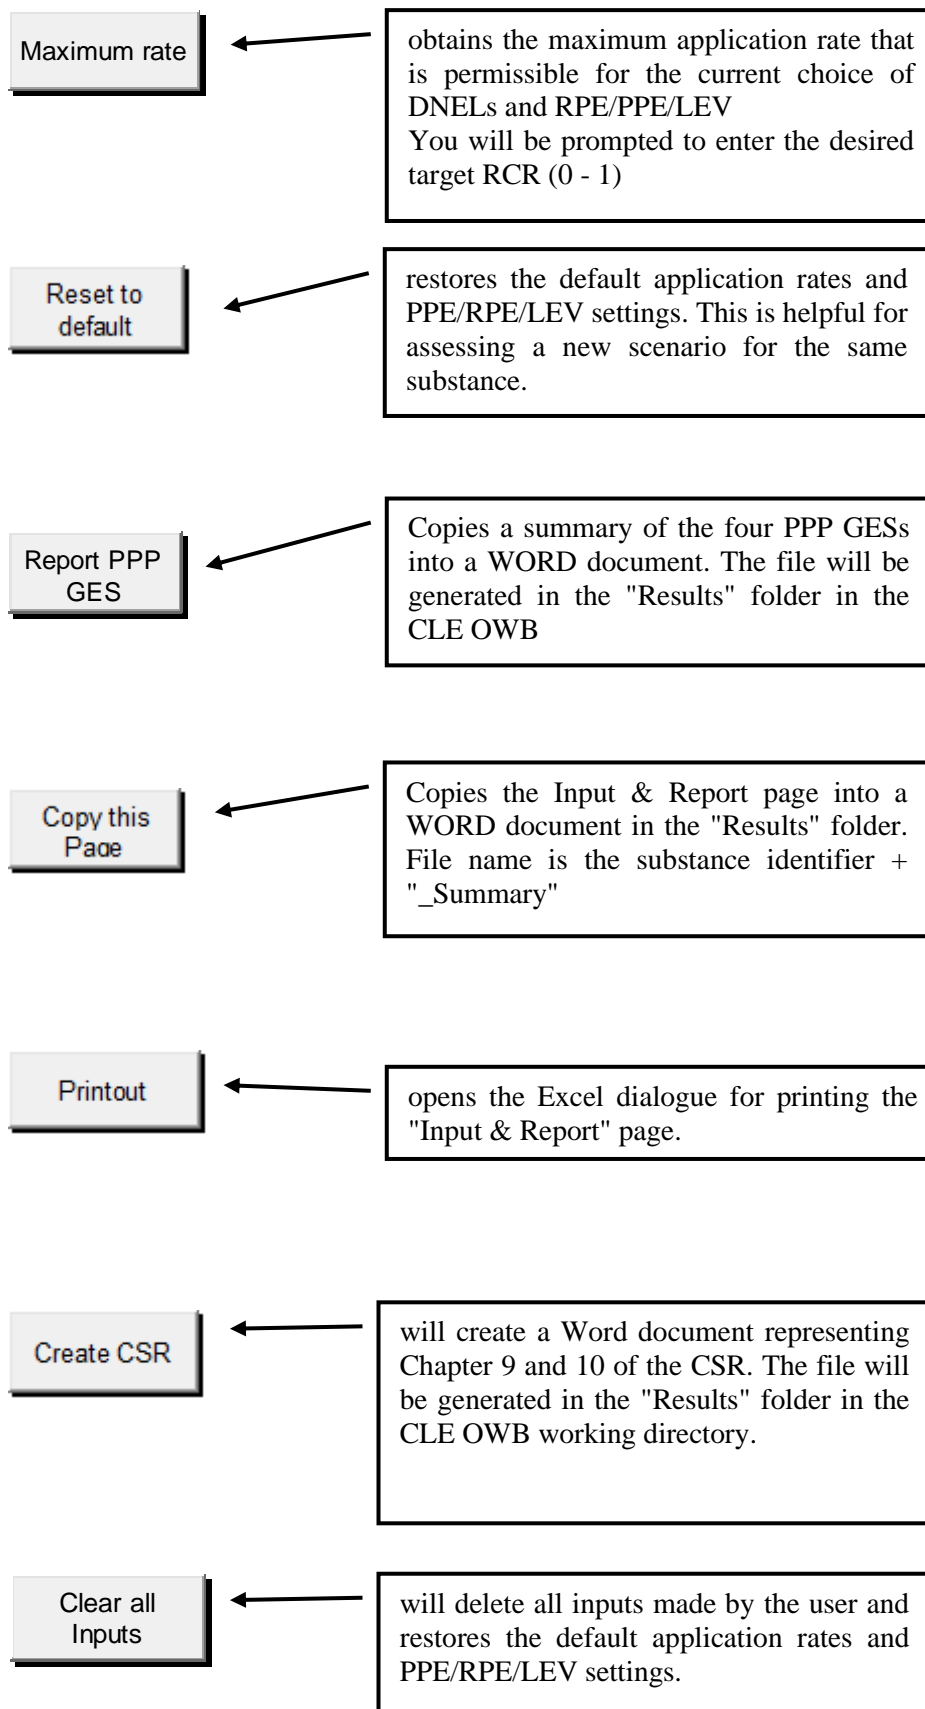 Maximum rate
obtains the maximum application rate that
is permissible for the current choice of
DNELs and RPE/PPE/LEV
You will be prompted to enter the desired
target RCR (0 - 1)
Reset to
default
restores the default application rates and
PPE/RPE/LEV settings. This is helpful for
assessing a new scenario for the same
substance.
Report PPP
GES
Copies a summary of the four PPP GESs
into a WORD document. The file will be
generated in the "Results" folder in the
CLE OWB
Copy this
Page
Copies the Input & Report page into a
WORD document in the "Results" folder.
File name is the substance identifier +
"_Summary"
Printout
opens the Excel dialogue for printing the
"Input & Report" page.
Create CSR
will create a Word document representing
Chapter 9 and 10 of the CSR. The file will
be generated in the "Results" folder in the
CLE OWB working directory.
Clear all
Inputs
will delete all inputs made by the user and
restores the default application rates and
PPE/RPE/LEV settings.